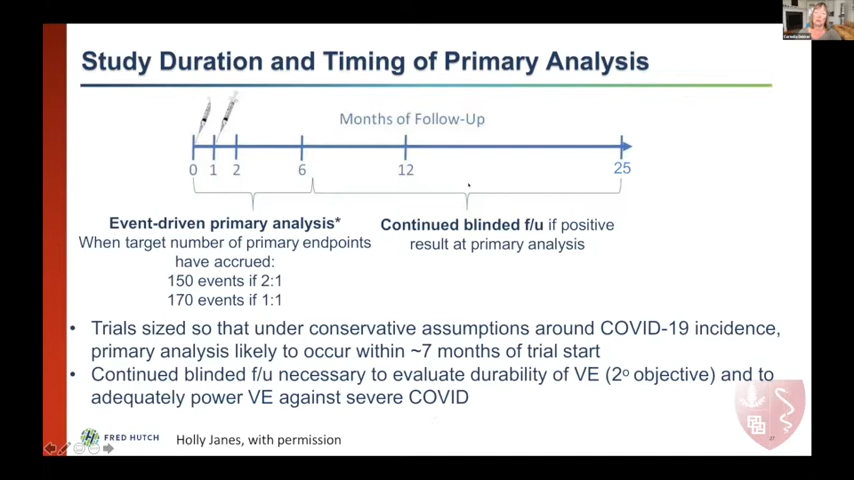 Study Duration and Timing of Primary Analysis
Months of Follow-Up
0 1 2 6 12 25
Event-driven primary analysis*
When target number of primary endpoints
have accrued:
150 events if 2:1
170 events if 1:1
Continued blinded f/u if positive
result at primary analysis
• Trials sized so that under conservative assumptions around COVID-19 incidence,
primary analysis likely to occur within ~7 months of trial start
• Continued blinded f/u necessary to evaluate durability of VE (2º objective) and to
adequately power VE against severe COVID
FRED HUTCH
Holly Janes, with permission